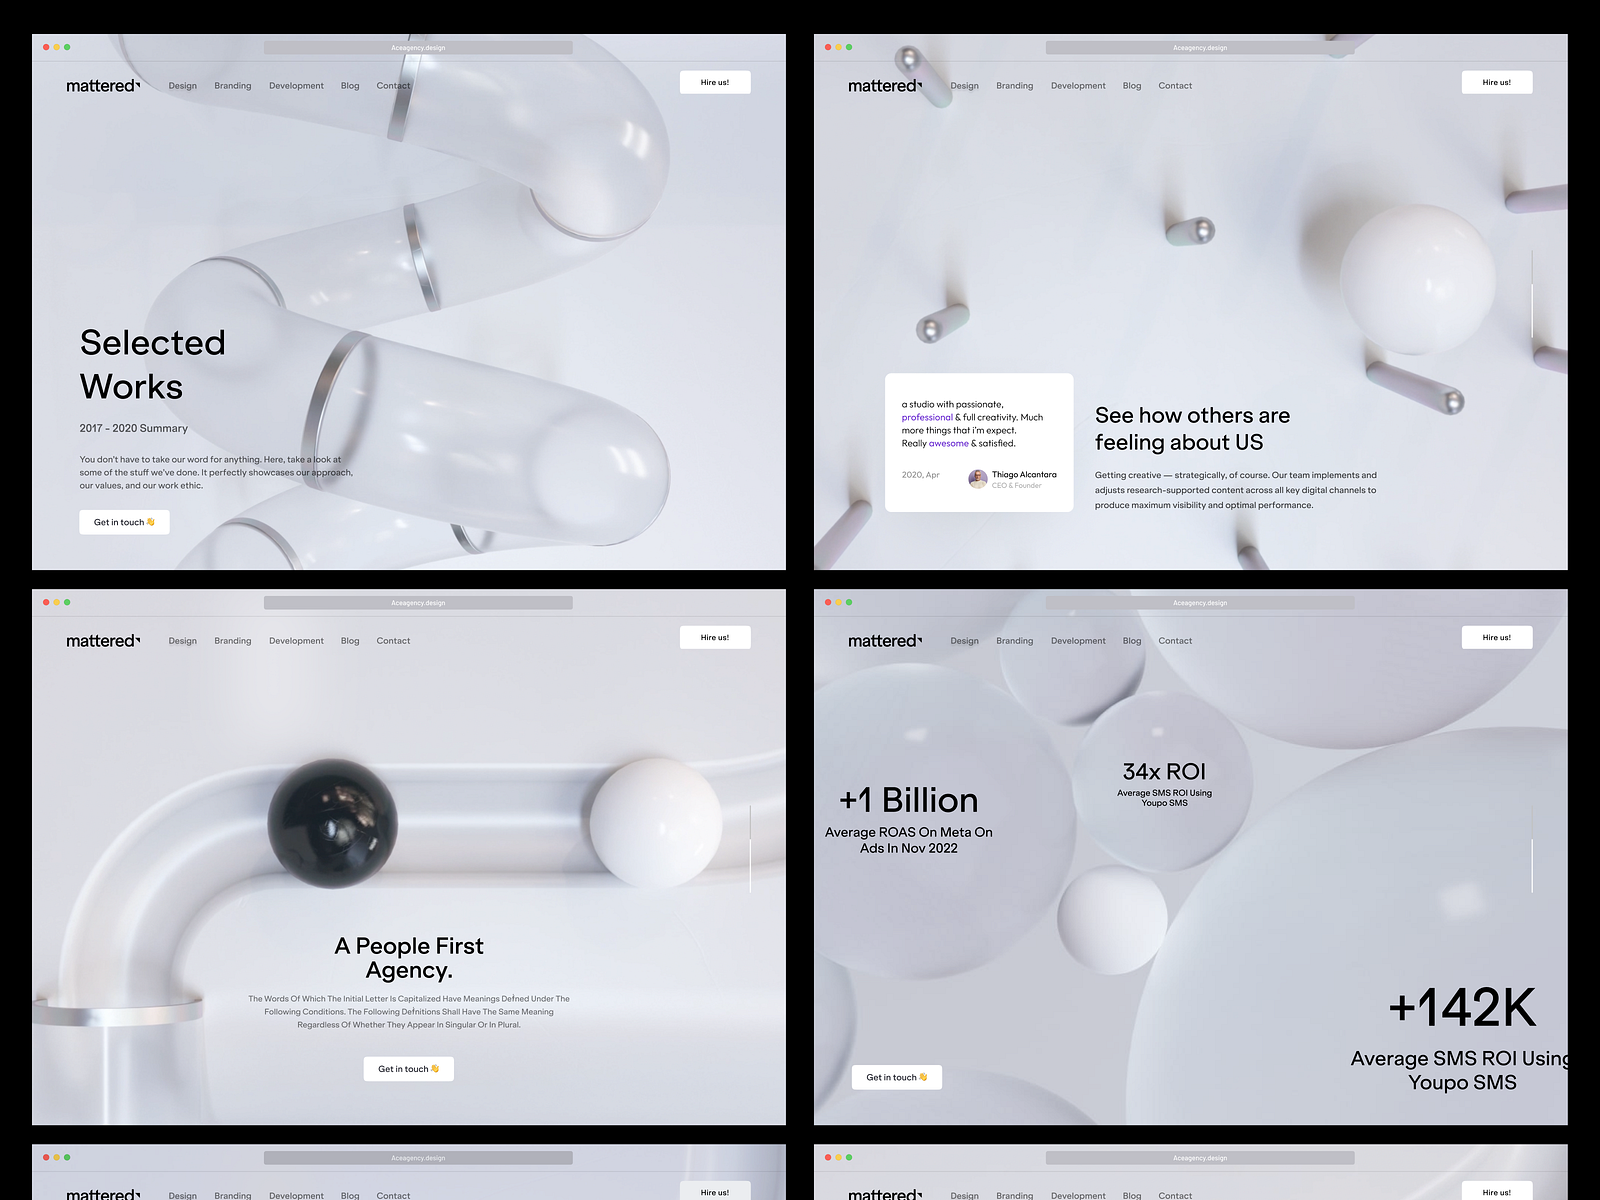 Aceagency.design
mattered
Design Branding Development Blog Contact
Hire us!
Selected
Works
2017 - 2020 Summary
You don't have to take our word for anything. Here, take a look at
some of the stuff we've done. It perfectly showcases our approach,
our values, and our work ethic.
Get in touch 👋
Aceagency.design
mattered
Design Branding Development Blog Contact
Hire us!
a studio with passionate,
professional & full creativity. Much
more things that i'm expect.
Really awesome & satisfied.
2020, Apr
Thiago Alcantara
CEO & Founder
See how others are
feeling about US
Getting creative — strategically, of course. Our team implements and
adjusts research-supported content across all key digital channels to
produce maximum visibility and optimal performance.
Aceagency.design
mattered
Design Branding Development Blog Contact
Hire us!
A People First
Agency.
The Words Of Which The Initial Letter Is Capitalized Have Meanings Defned Under The
Following Conditions. The Following Defnitions Shall Have The Same Meaning
Regardless Of Whether They Appear In Singular Or In Plural.
Get in touch 👋
Aceagency.design
mattered
Design Branding Development Blog Contact
Hire us!
+1 Billion
Average ROAS On Meta On
Ads In Nov 2022
34x ROI
Average SMS ROI Using
Youpo SMS
+142K
Average SMS ROI Using
Youpo SMS
Get in touch 👋
Aceagency.design
mattered
Design Branding Development Blog Contact
Hire us!
Aceagency.design
mattered
Design Branding Development Blog Contact
Hire us!